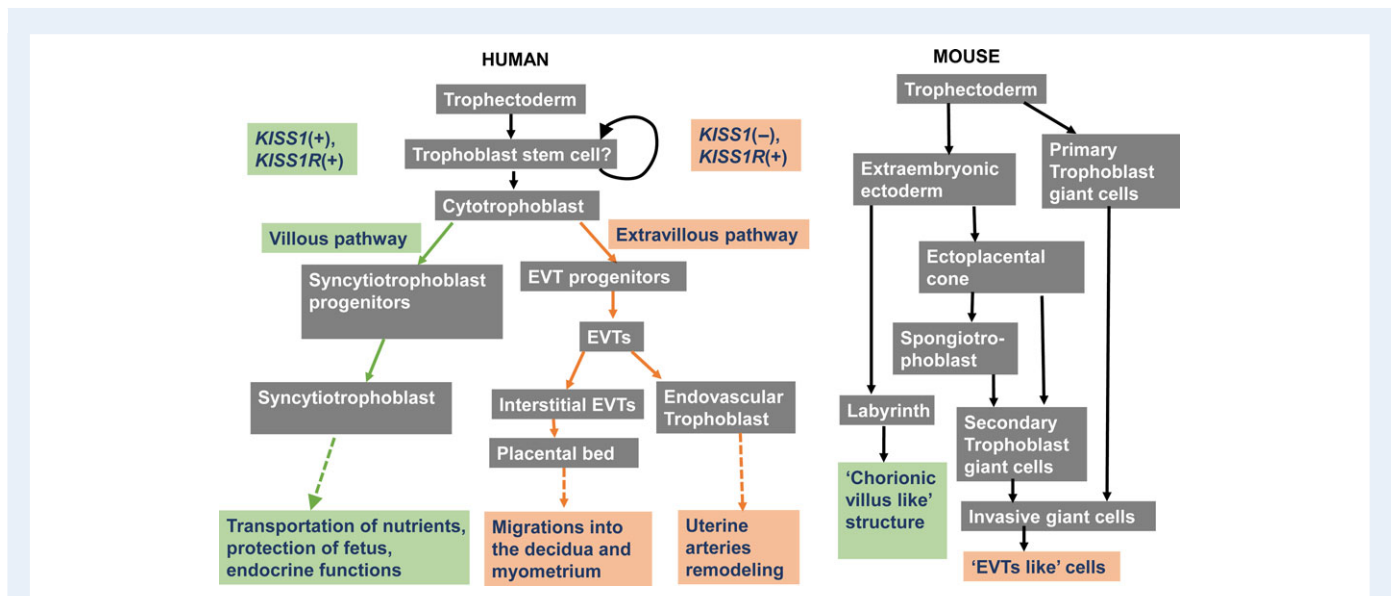 HUMAN
Trophectoderm
KISS1(+),
KISS1R(+)
Trophoblast stem cell?
KISS1(–),
KISS1R(+)
Cytotrophoblast
Villous pathway
Extravillous pathway
Syncytiotrophoblast
progenitors
EVT progenitors
EVTs
Syncytiotrophoblast
Interstitial EVTs
Endovascular
Trophoblast
Placental bed
Transportation of nutrients,
protection of fetus,
endocrine functions
Migrations into
the decidua and
myometrium
Uterine
arteries
remodeling
MOUSE
Trophectoderm
Extraembryonic
ectoderm
Primary
Trophoblast
giant cells
Ectoplacental
cone
Spongiotro-
phoblast
Labyrinth
Secondary
Trophoblast
giant cells
‘Chorionic
villus like’
structure
Invasive giant cells
‘EVTs like’ cells